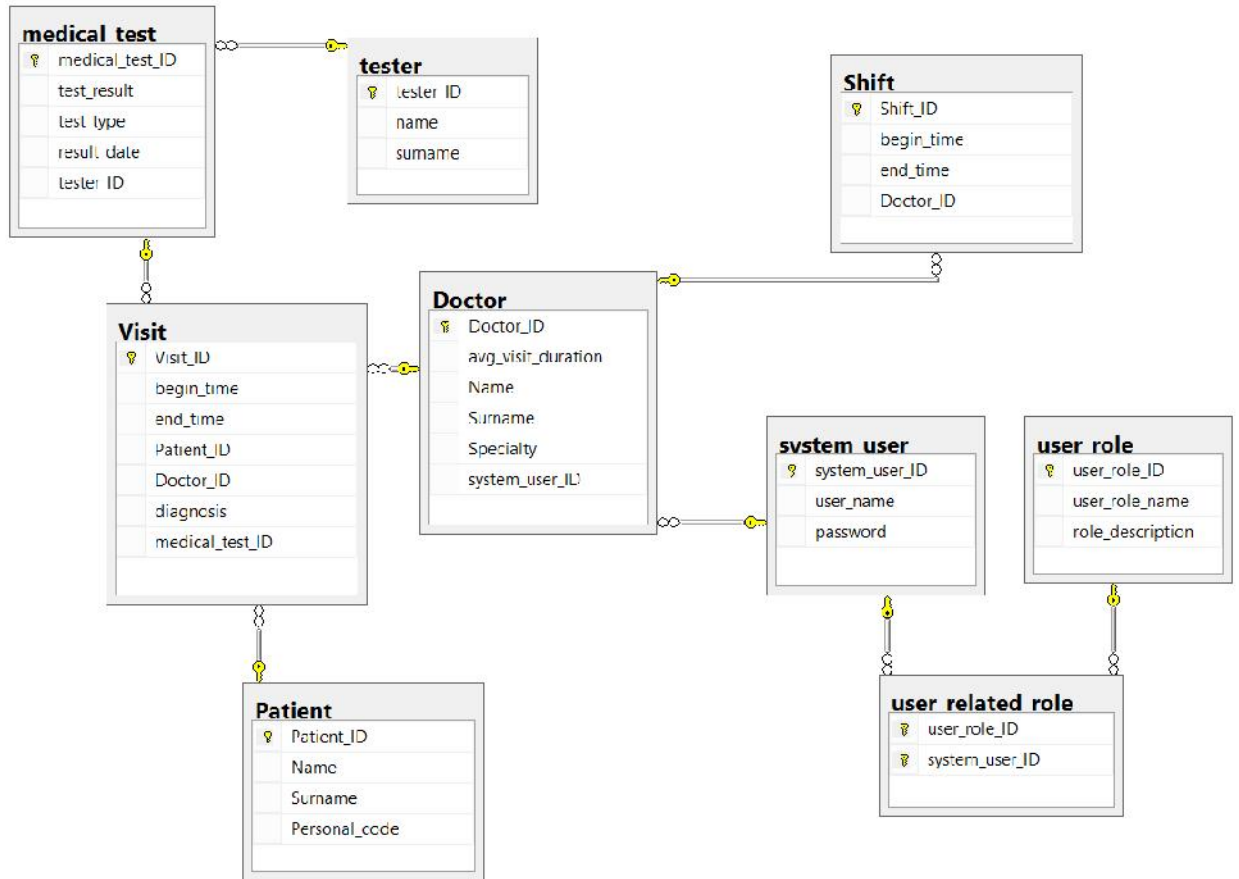 medical_test
medical_test_ID
test_result
test_type
result_date
tester_ID
tester
tester_ID
name
surname
Shift
Shift_ID
begin_time
end_time
Doctor_ID
Visit
Visit_ID
begin_time
end_time
Patient_ID
Doctor_ID
diagnosis
medical_test_ID
Doctor
Doctor_ID
avg_visit_duration
Name
Surname
Specialty
system_user_ID
system_user
system_user_ID
user_name
password
user_role
user_role_ID
user_role_name
role_description
Patient
Patient_ID
Name
Surname
Personal_code
user_related_role
user_role_ID
system_user_ID